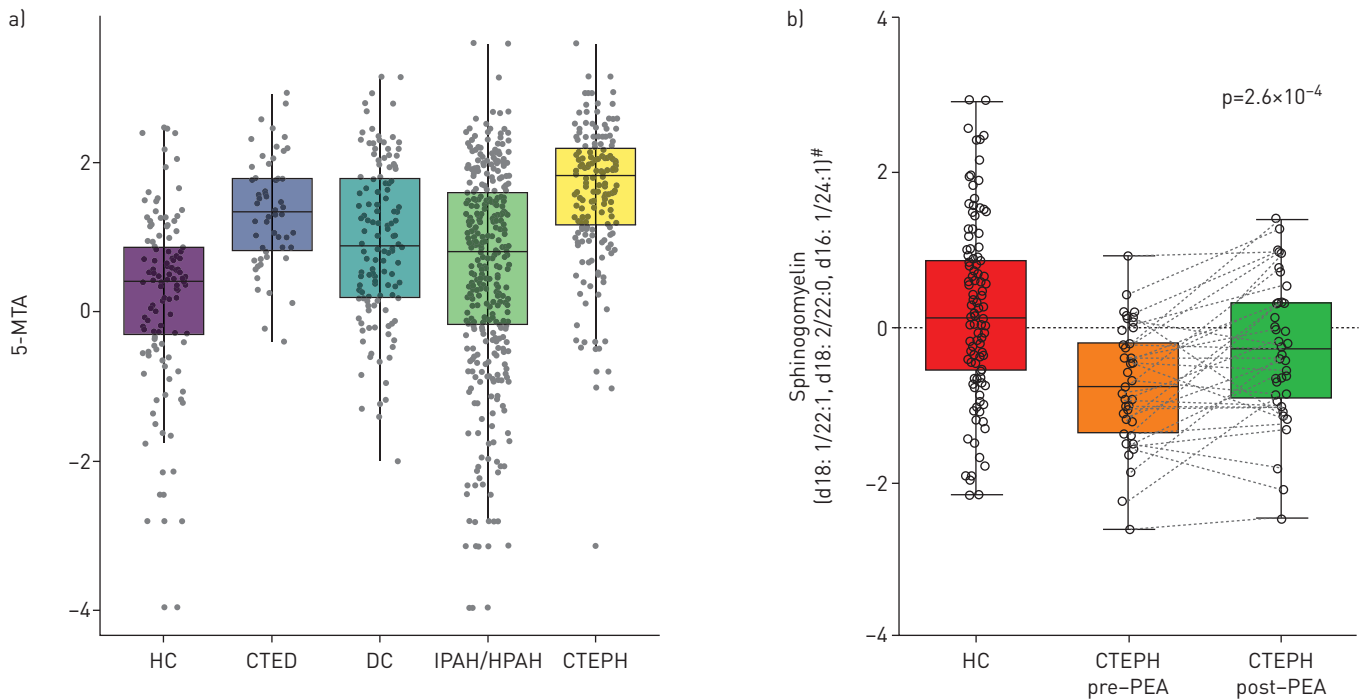 a)
5-MTA
2
0
−2
−4
HC
CTED
DC
IPAH/HPAH
CTEPH
b)
Sphinogomyelin
(d18: 1/22:1, d18: 2/22:0, d16: 1/24:1)#
4
2
0
−2
−4
p=2.6×10−4
HC
CTEPH
pre−PEA
CTEPH
post−PEA